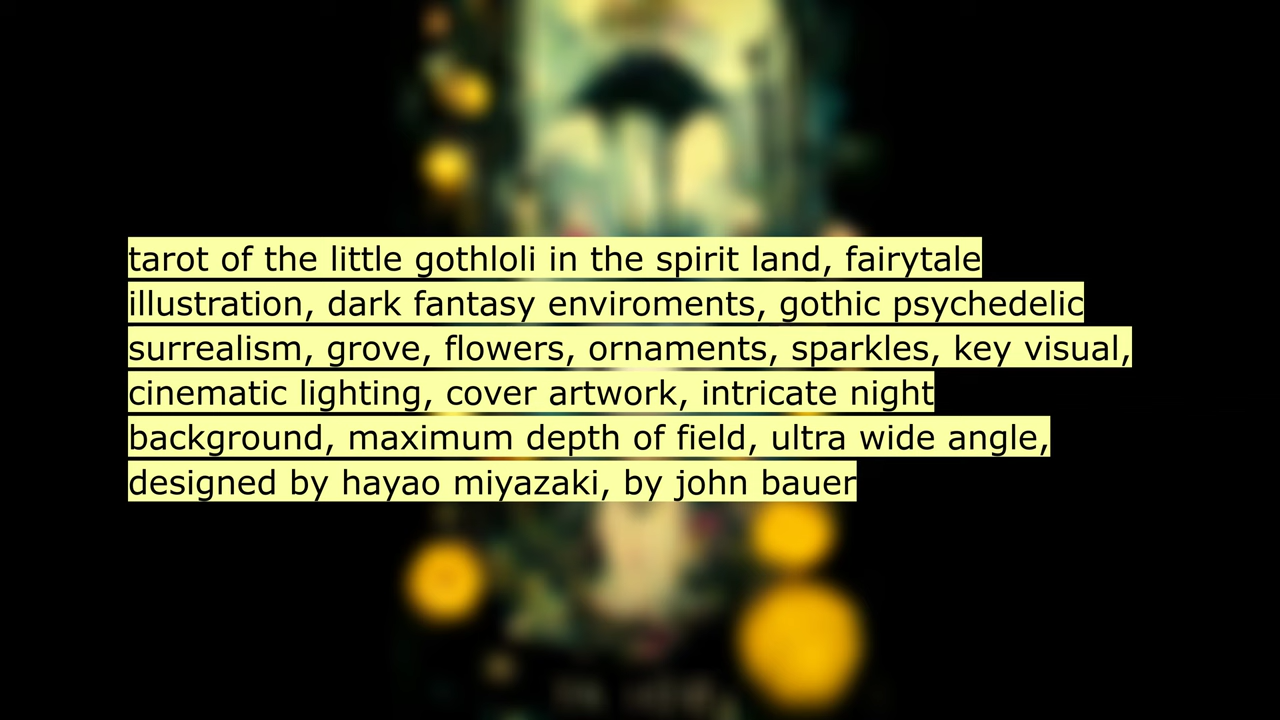 tarot of the little gothloli in the spirit land, fairytale
illustration, dark fantasy enviroments, gothic psychedelic
surrealism, grove, flowers, ornaments, sparkles, key visual,
cinematic lighting, cover artwork, intricate night
background, maximum depth of field, ultra wide angle,
designed by hayao miyazaki, by john bauer